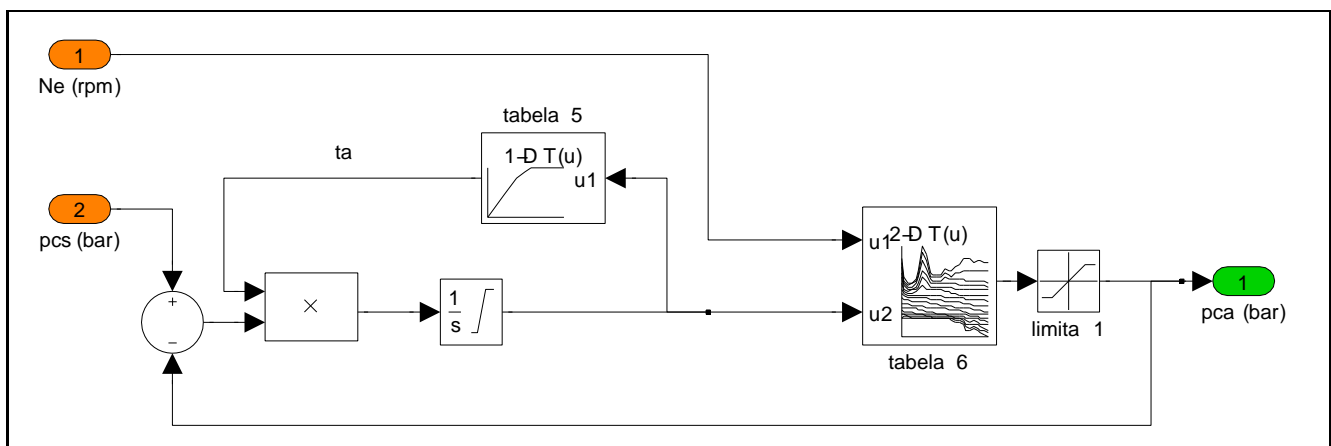 1
Ne (rpm)
tabela 5
1-D T(u)
u1
ta
2
pcs (bar)
+
−
×
1
s
u1
2-D T(u)
u2
tabela 6
limita 1
1
pca (bar)